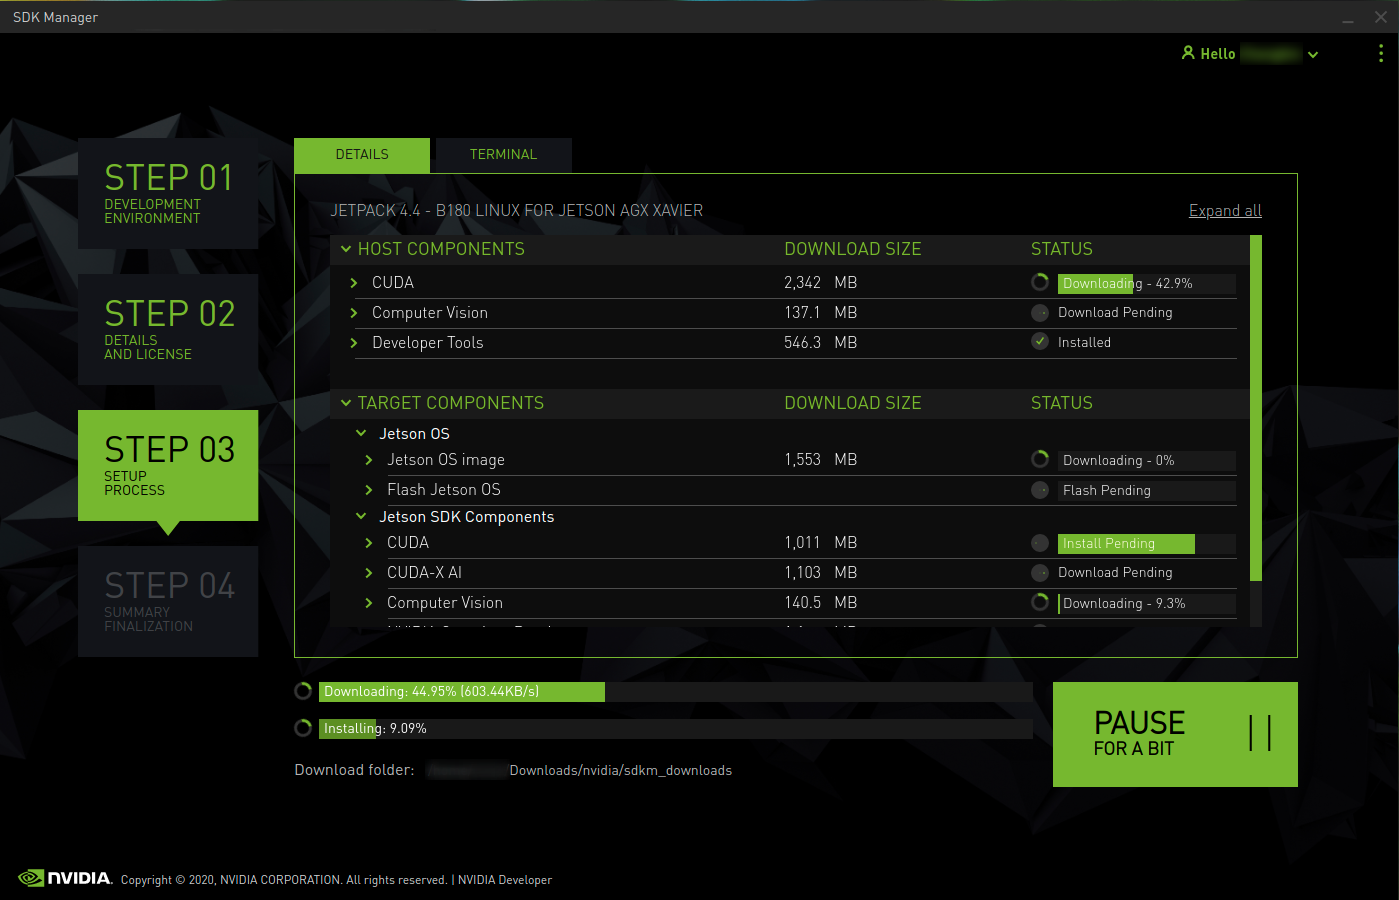 SDK Manager
Hello
STEP 01
DEVELOPMENT
ENVIRONMENT
STEP 02
DETAILS
AND LICENSE
STEP 03
SETUP
PROCESS
STEP 04
SUMMARY
FINALIZATION
DETAILS TERMINAL
JETPACK 4.4 - B180 LINUX FOR JETSON AGX XAVIER Expand all
HOST COMPONENTS DOWNLOAD SIZE STATUS
CUDA 2,342 MB Downloading - 42.9%
Computer Vision 137.1 MB Download Pending
Developer Tools 546.3 MB Installed
TARGET COMPONENTS DOWNLOAD SIZE STATUS
Jetson OS
Jetson OS image 1,553 MB Downloading - 0%
Flash Jetson OS Flash Pending
Jetson SDK Components
CUDA 1,011 MB Install Pending
CUDA-X AI 1,103 MB Download Pending
Computer Vision 140.5 MB Downloading - 9.3%
Downloading: 44.95% (603.44KB/s)
Installing: 9.09%
PAUSE
FOR A BIT
Download folder: Downloads/nvidia/sdkm_downloads
NVIDIA. Copyright © 2020, NVIDIA CORPORATION. All rights reserved. | NVIDIA Developer